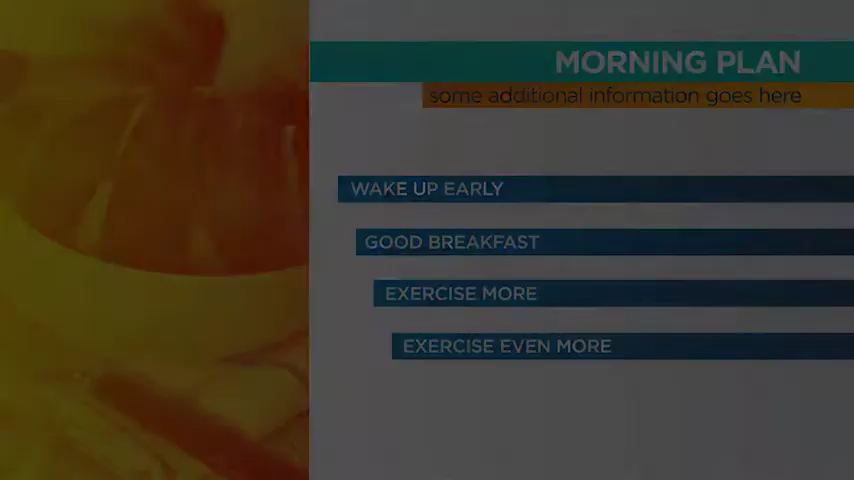 MORNING PLAN
some additional information goes here
WAKE UP EARLY
GOOD BREAKFAST
EXERCISE MORE
EXERCISE EVEN MORE